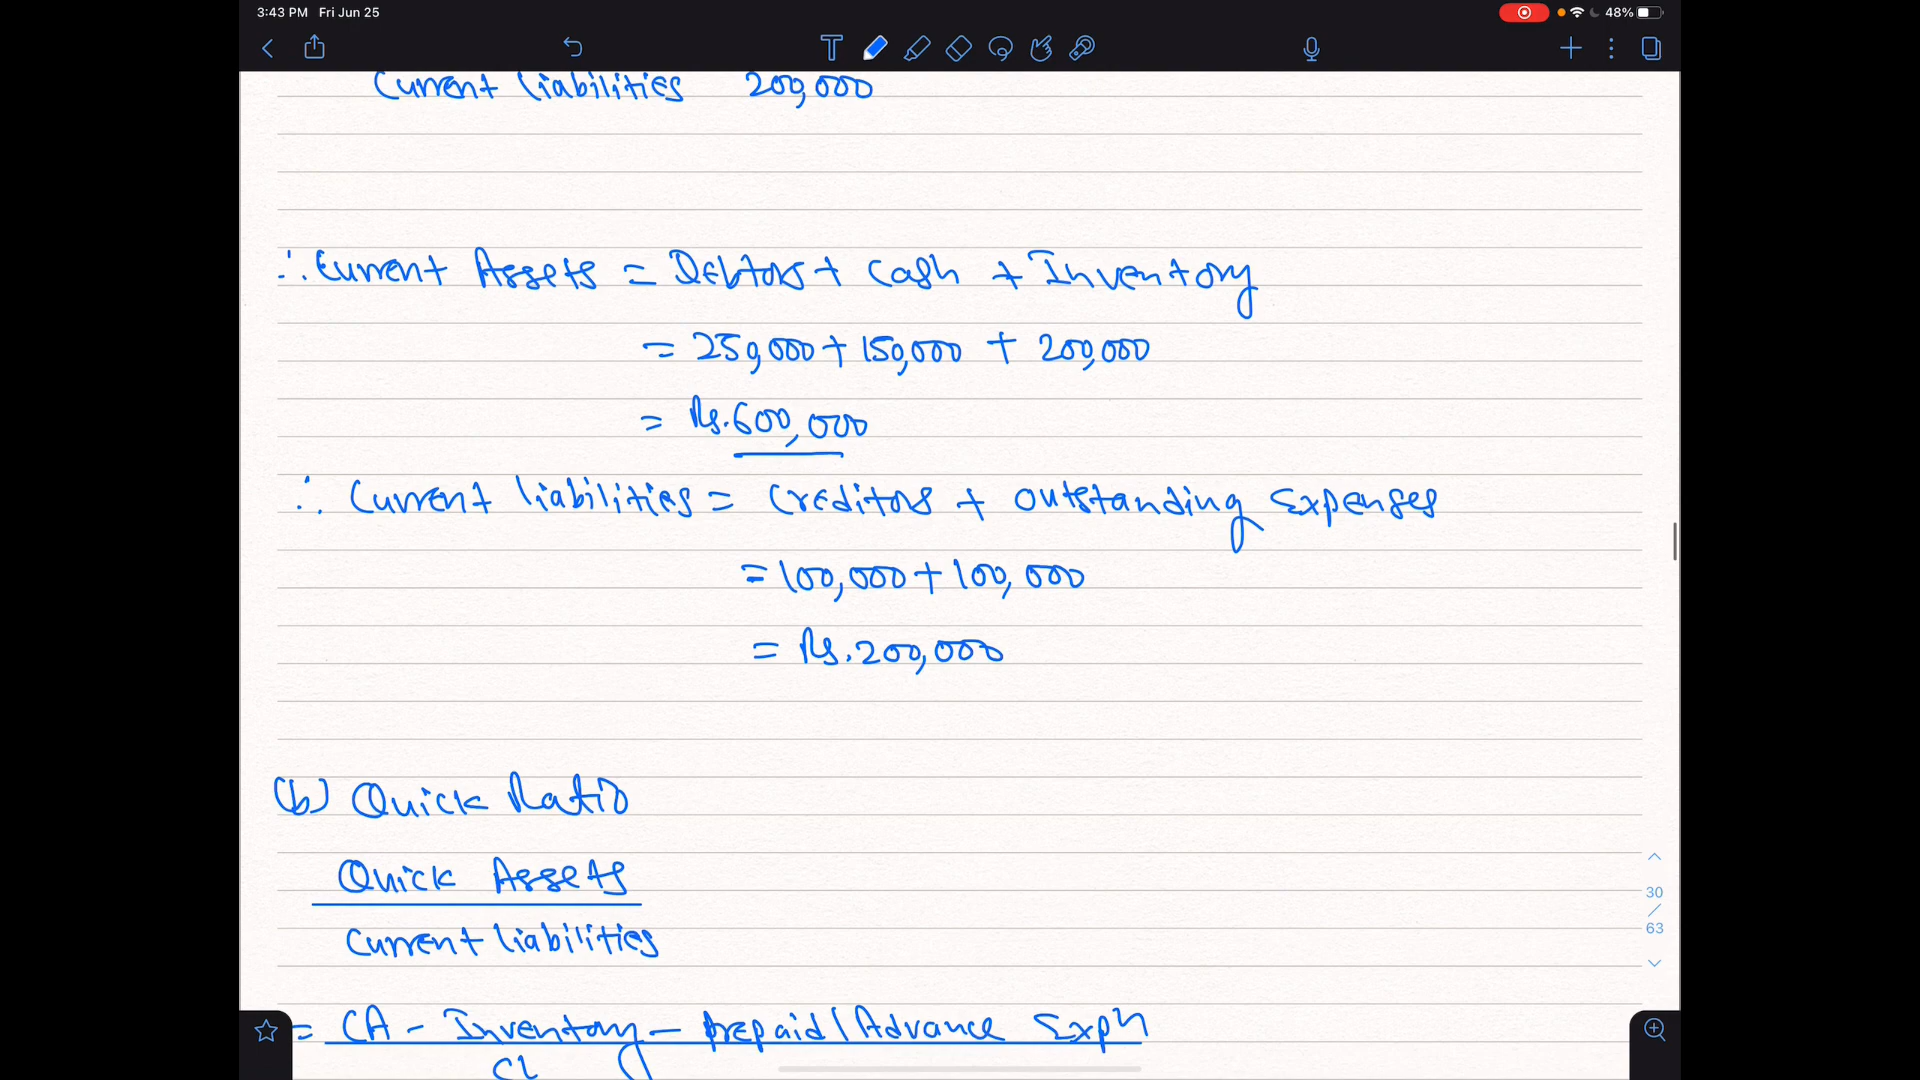 3:43 PM Fri Jun 25
48%
Current liabilities 200,000
∴ Current Assets = Debtors + Cash + Inventory
= 250,000 + 150,000 + 200,000
= Rs. 600,000
∴ Current liabilities = Creditors + Outstanding Expenses
= 100,000 + 100,000
= Rs. 200,000
(b) Quick Ratio
Quick Assets
Current liabilities
= CA - Inventory - prepaid/Advance Expn
CL
30
/
63